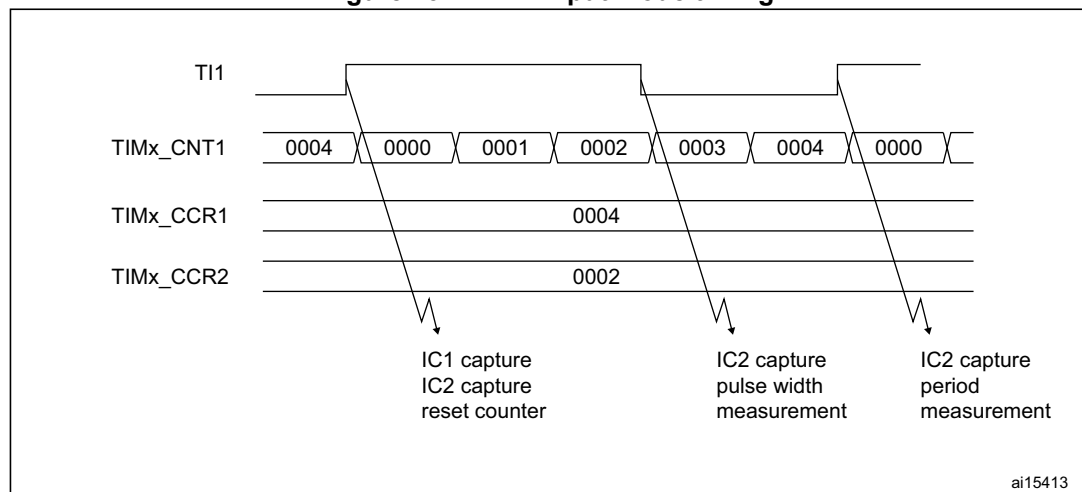 TI1
TIMx_CNT1 0004 0000 0001 0002 0003 0004 0000
TIMx_CCR1 0004
TIMx_CCR2 0002
IC1 capture
IC2 capture
reset counter
IC2 capture
pulse width
measurement
IC2 capture
period
measurement
ai15413